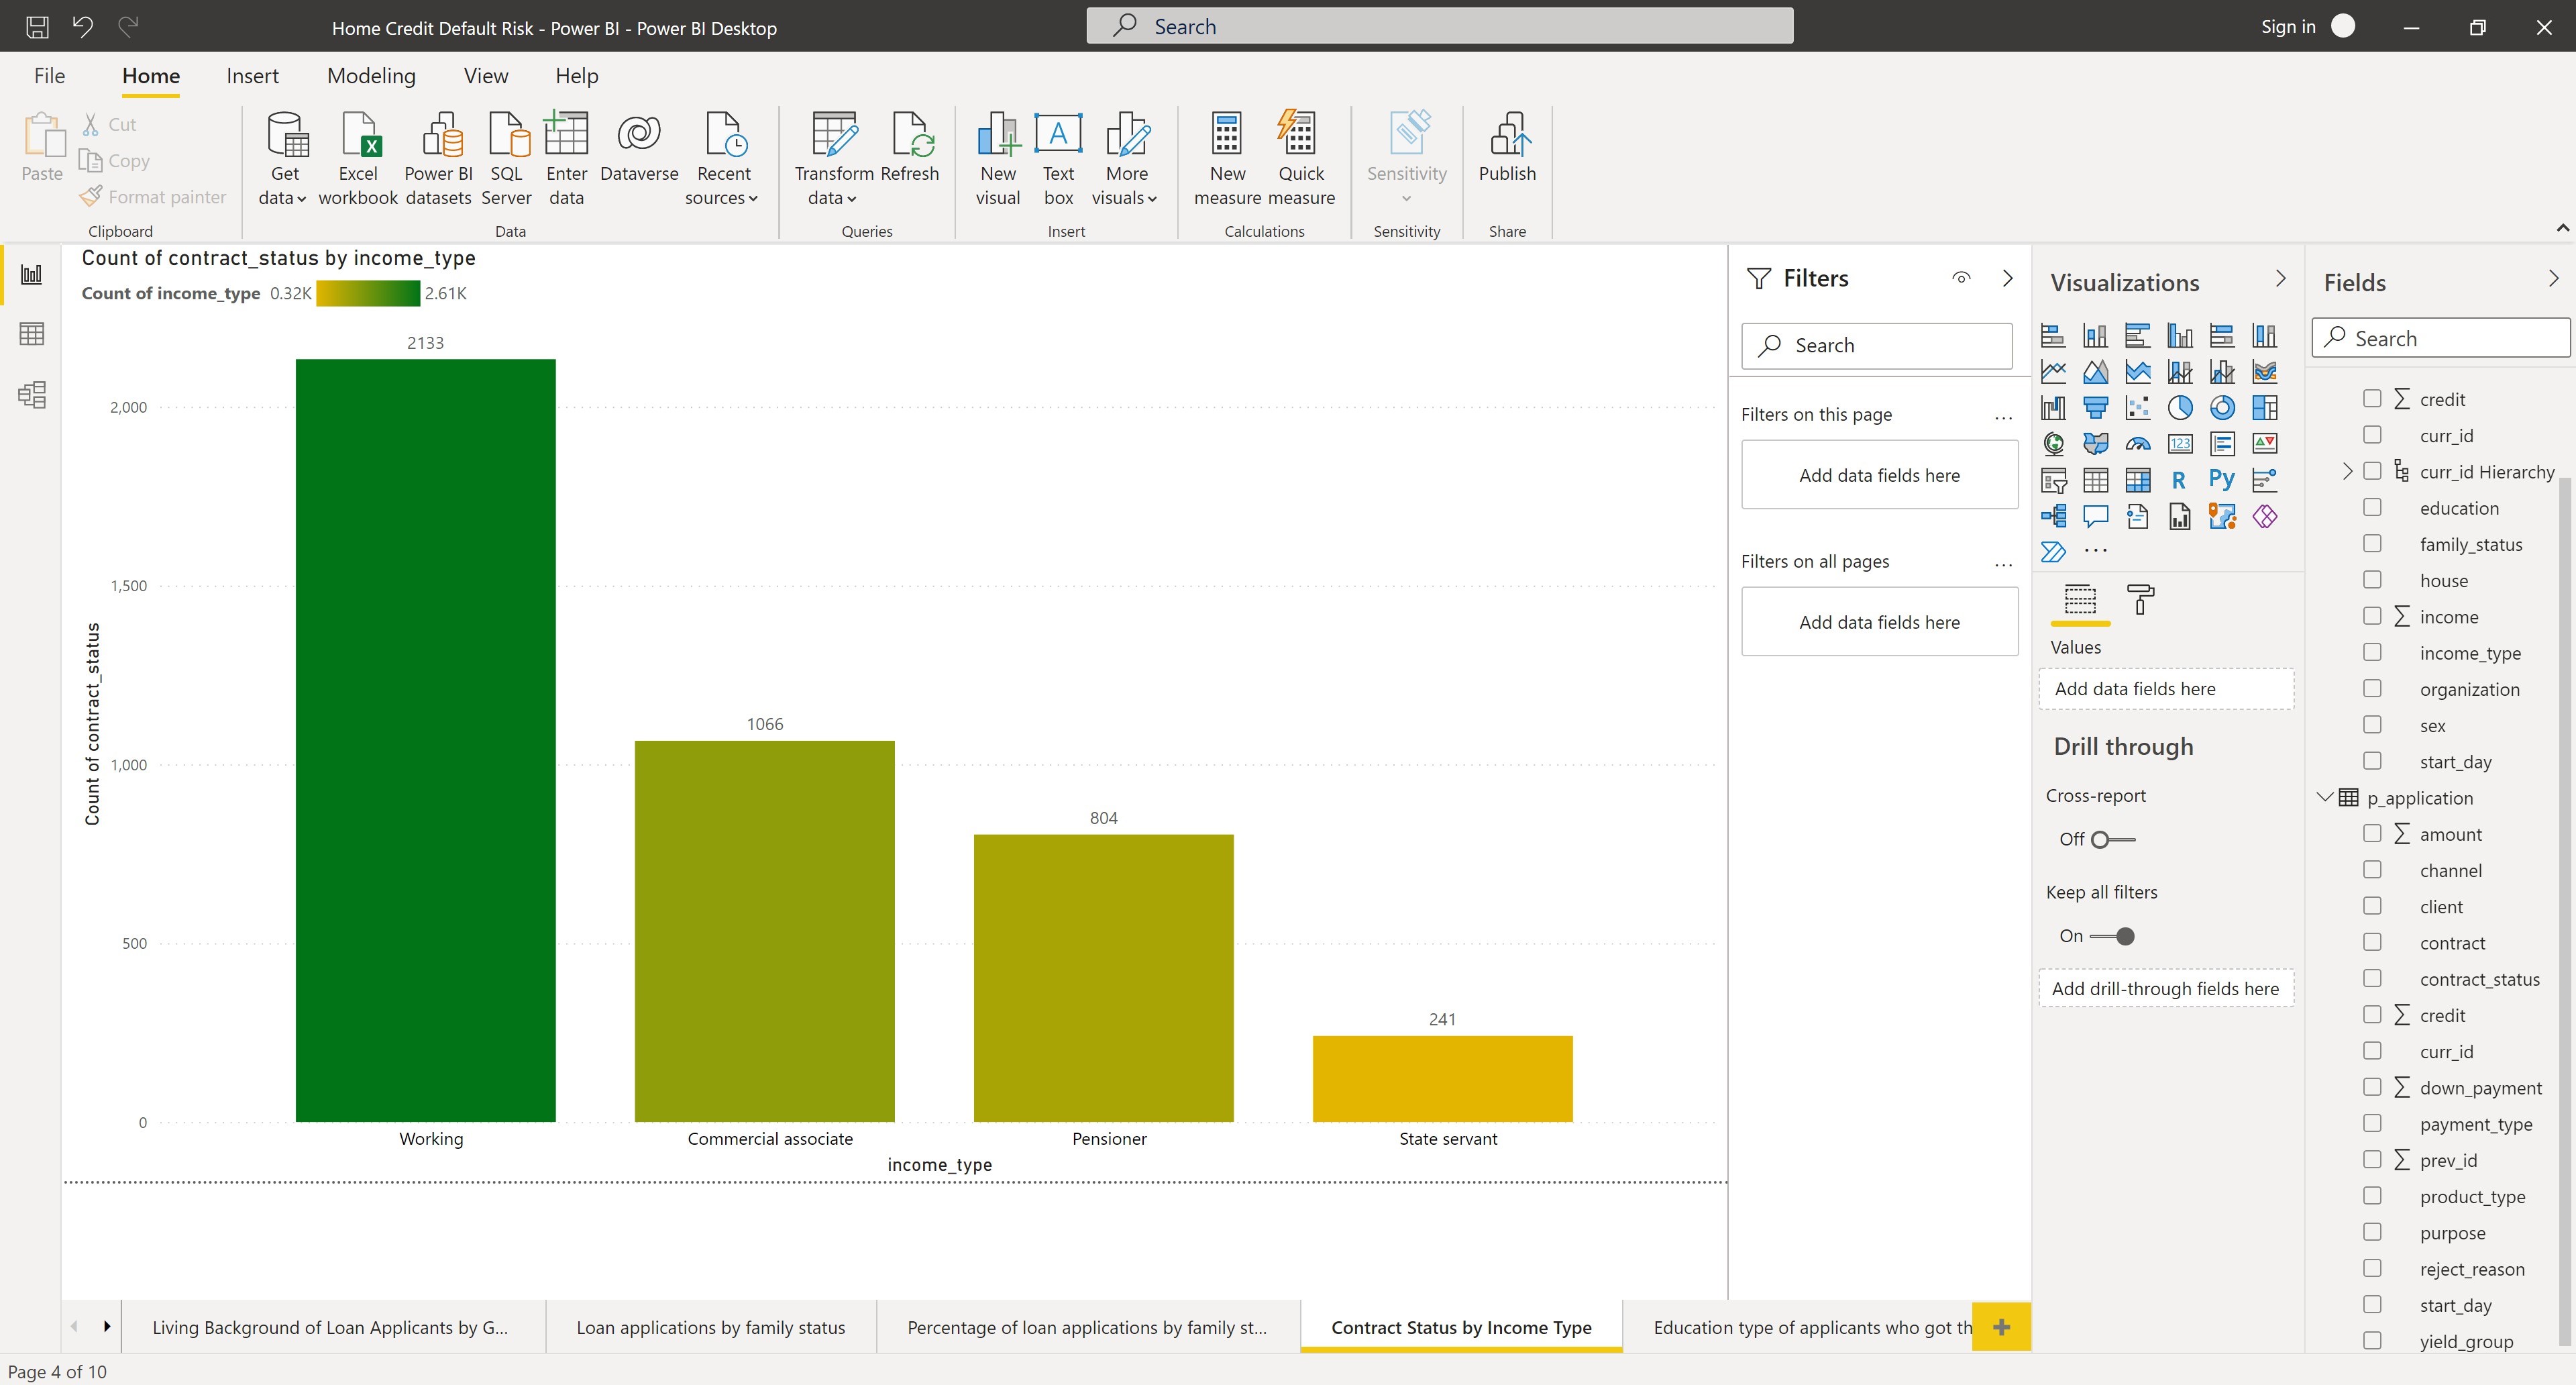 Home Credit Default Risk - Power BI - Power BI Desktop
Search
Sign in
File
Home
Insert
Modeling
View
Help
Paste
Cut
Copy
Format painter
Clipboard
Get data
Excel workbook
Power BI datasets
SQL Server
Enter data
Dataverse
Recent sources
Data
Transform data
Refresh
Queries
New visual
Text box
More visuals
Insert
New measure
Quick measure
Calculations
Sensitivity
Sensitivity
Publish
Share
Count of contract_status by income_type
Count of income_type 0.32K 2.61K
2133
2,000
1,500
1066
1,000
804
500
241
0
Count of contract_status
Working
Commercial associate
Pensioner
State servant
income_type
Filters
Search
Filters on this page
...
Add data fields here
Filters on all pages
...
Add data fields here
Visualizations
123
R
Py
...
Values
Add data fields here
Drill through
Cross-report
Off
Keep all filters
On
Add drill-through fields here
Fields
Search
credit
curr_id
curr_id Hierarchy
education
family_status
house
income
income_type
organization
sex
start_day
p_application
amount
channel
client
contract
contract_status
credit
curr_id
down_payment
payment_type
prev_id
product_type
purpose
reject_reason
start_day
yield_group
Living Background of Loan Applicants by G...
Loan applications by family status
Percentage of loan applications by family st...
Contract Status by Income Type
Education type of applicants who got th
Page 4 of 10